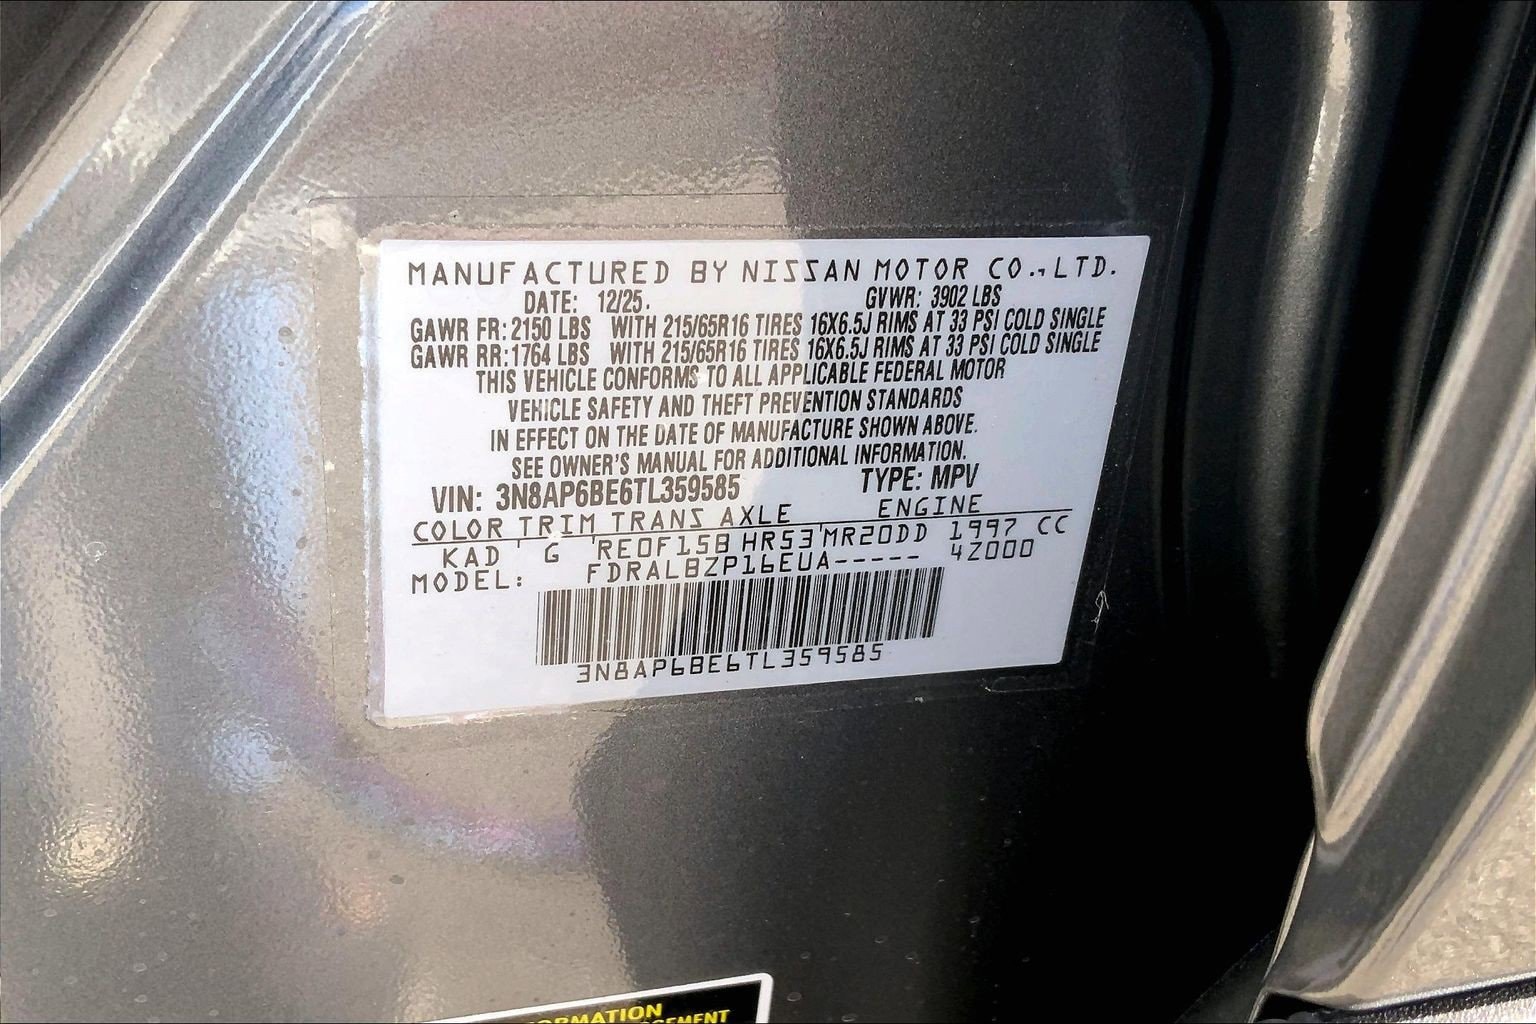 MANUFACTURED BY NISSAN MOTOR CO.,LTD.
DATE: 12/25. GVWR: 3902 LBS
GAWR FR: 2150 LBS WITH 215/65R16 TIRES 16X6.5J RIMS AT 33 PSI COLD SINGLE
GAWR RR: 1764 LBS WITH 215/65R16 TIRES 16X6.5J RIMS AT 33 PSI COLD SINGLE
THIS VEHICLE CONFORMS TO ALL APPLICABLE FEDERAL MOTOR
VEHICLE SAFETY AND THEFT PREVENTION STANDARDS
IN EFFECT ON THE DATE OF MANUFACTURE SHOWN ABOVE.
SEE OWNER'S MANUAL FOR ADDITIONAL INFORMATION.
VIN: 3N8AP6BE6TL359585 TYPE: MPV
COLOR TRIM TRANS AXLE ENGINE
KAD G RE0F15B HR53 MR20DD 1997 CC
MODEL: FDRALBZP16EUA----- 4Z000
3N8AP6BE6TL359585